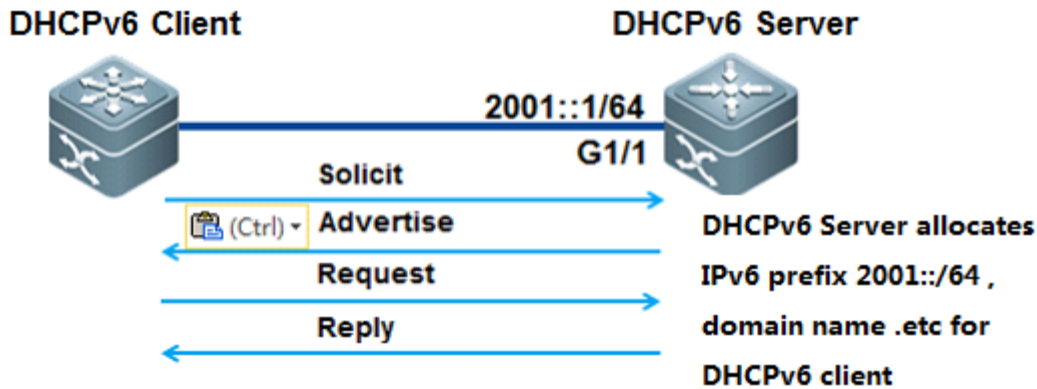 DHCPv6 Client
DHCPv6 Server
2001::1/64
G1/1
Solicit
(Ctrl)
Advertise
Request
Reply
DHCPv6 Server allocates
IPv6 prefix 2001::/64 ,
domain name .etc for
DHCPv6 client